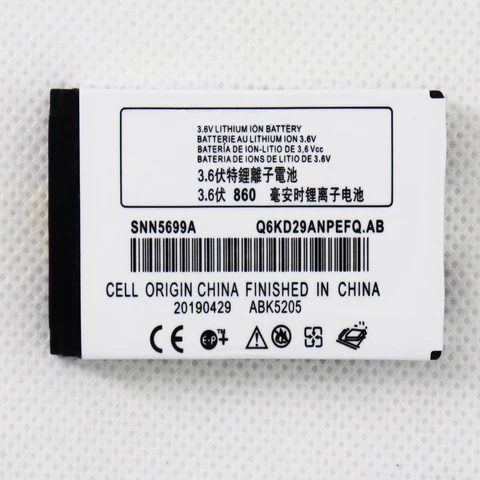 3.6V LITHIUM ION BATTERY
BATTERIE AU LITHIUM ION 3.6V
BATERÍA DE ION-LITIO DE 3,6 Vcc
BATERIA DE IONS DE LITIO DE 3.6V
3.6伏特鋰離子電池
3.6伏 860 毫安时锂离子电池
SNN5699A Q6KD29ANPEFQ.AB
CELL ORIGIN CHINA FINISHED IN CHINA
20190429 ABK5205
CE e.p+™